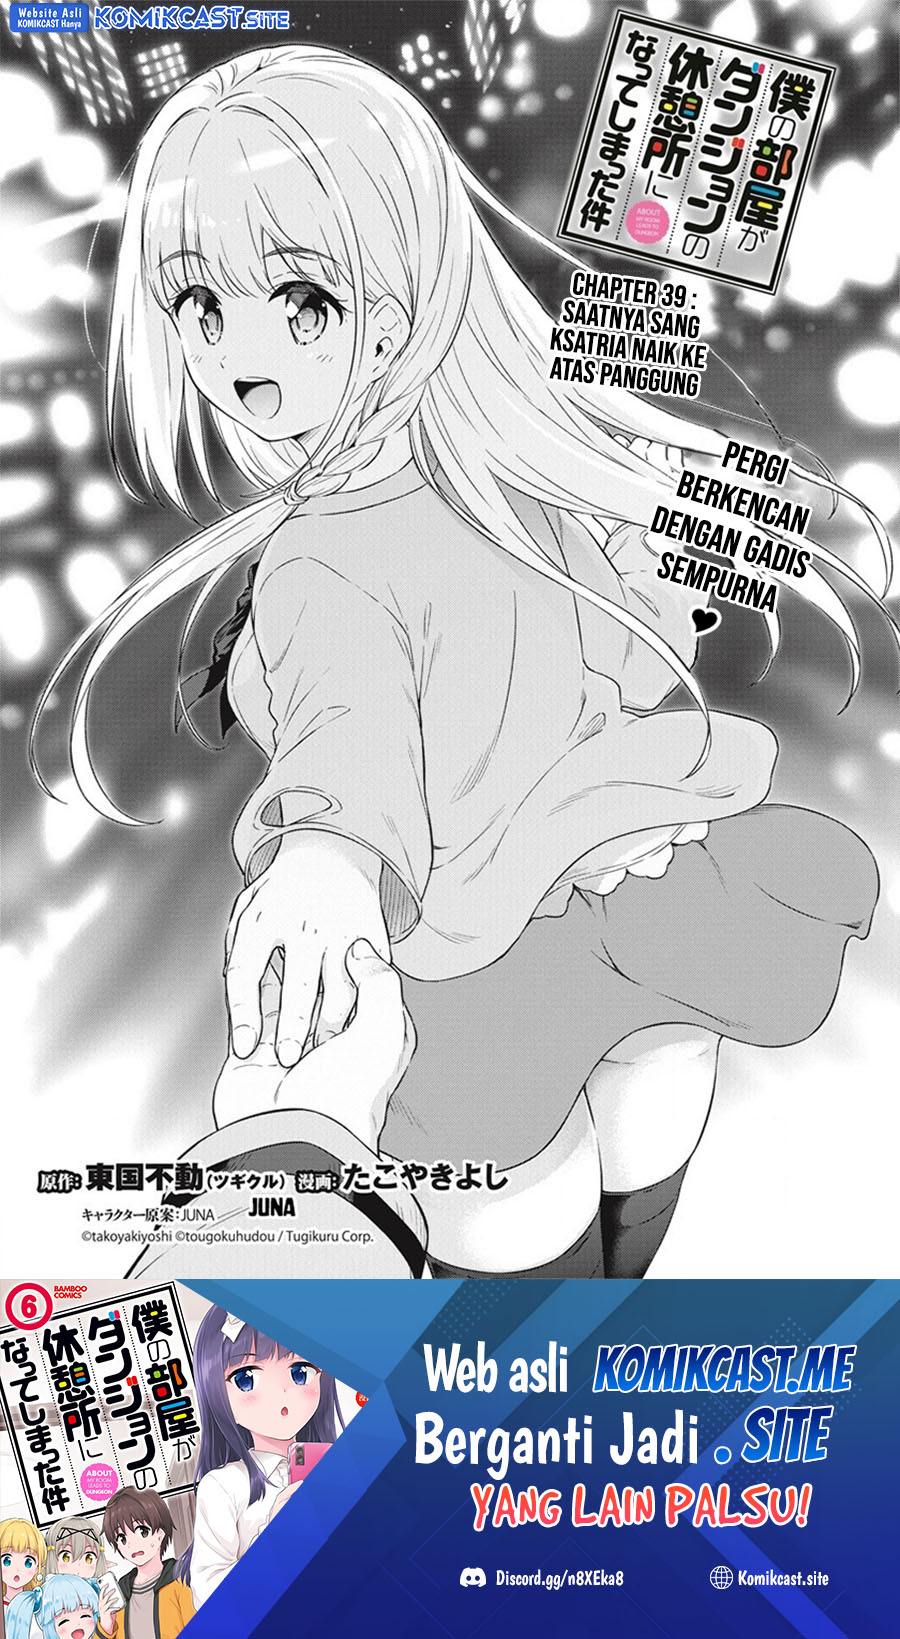 Website Asli
KOMIKCAST Hanya
KOMIKCAST.SITE
僕の部屋が
ダンジョンの
休憩所に
なってしまった件
ABOUT
MY ROOM
LEADS TO
DUNGEON
CHAPTER 39 :
SAATNYA SANG
KSATRIA NAIK KE
ATAS PANGGUNG
PERGI
BERKENCAN
DENGAN GADIS
SEMPURNA
原作:東国不動(ツギクル) 漫画:たこやきよし
キャラクター原案:JUNA
JUNA
©takoyakiyoshi ©tougokuhudou / Tugikuru Corp.
6
BAMBOO
COMICS
僕の部屋が
ダンジョンの
休憩所に
なってしまった件
ABOUT
MY ROOM
LEADS TO
DUNGEON
Web asli KOMIKCAST.ME
Berganti Jadi . SITE
YANG LAIN PALSU!
Discord.gg/n8XEka8
Komikcast.site